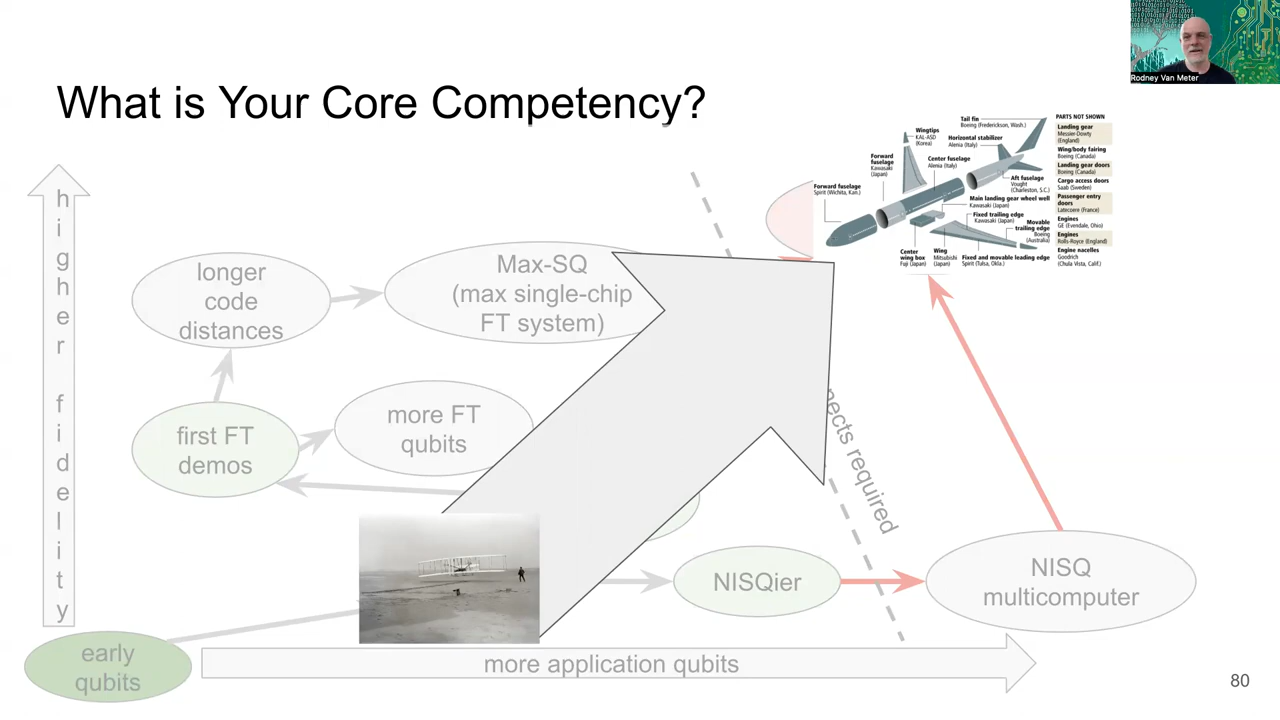 Rodney Van Meter
What is Your Core Competency?
higher fidelity
longer
code
distances
Max-SQ
(max single-chip
FT system)
first FT
demos
more FT
qubits
early
qubits
NISQier
NISQ
multicomputer
required
more application qubits
Tail fin
Boeing (Frederickson, Wash.)
Wingtips
KAL-ASD
(Korea)
Horizontal stabilizer
Alenia (Italy)
Forward
fuselage
Kawasaki
(Japan)
Center fuselage
Alenia (Italy)
Forward fuselage
Spirit (Wichita, Kan.)
Aft fuselage
Vought
(Charleston, S.C.)
Main landing gear wheel well
Kawasaki (Japan)
Fixed trailing edge
Kawasaki (Japan)
Movable
trailing edge
Boeing
(Australia)
Center
wing box
Fuji (Japan)
Wing
Mitsubishi
(Japan)
Fixed and movable leading edge
Spirit (Tulsa, Okla.)
PARTS NOT SHOWN
Landing gear
Messier-Dowty
(England)
Wing/body fairing
Boeing (Canada)
Landing gear doors
Boeing (Canada)
Cargo access doors
Saab (Sweden)
Passenger entry
doors
Latecoere (France)
Engines
GE (Evendale, Ohio)
Engines
Rolls-Royce (England)
Engine nacelles
Goodrich
(Chula Vista, Calif.)
80